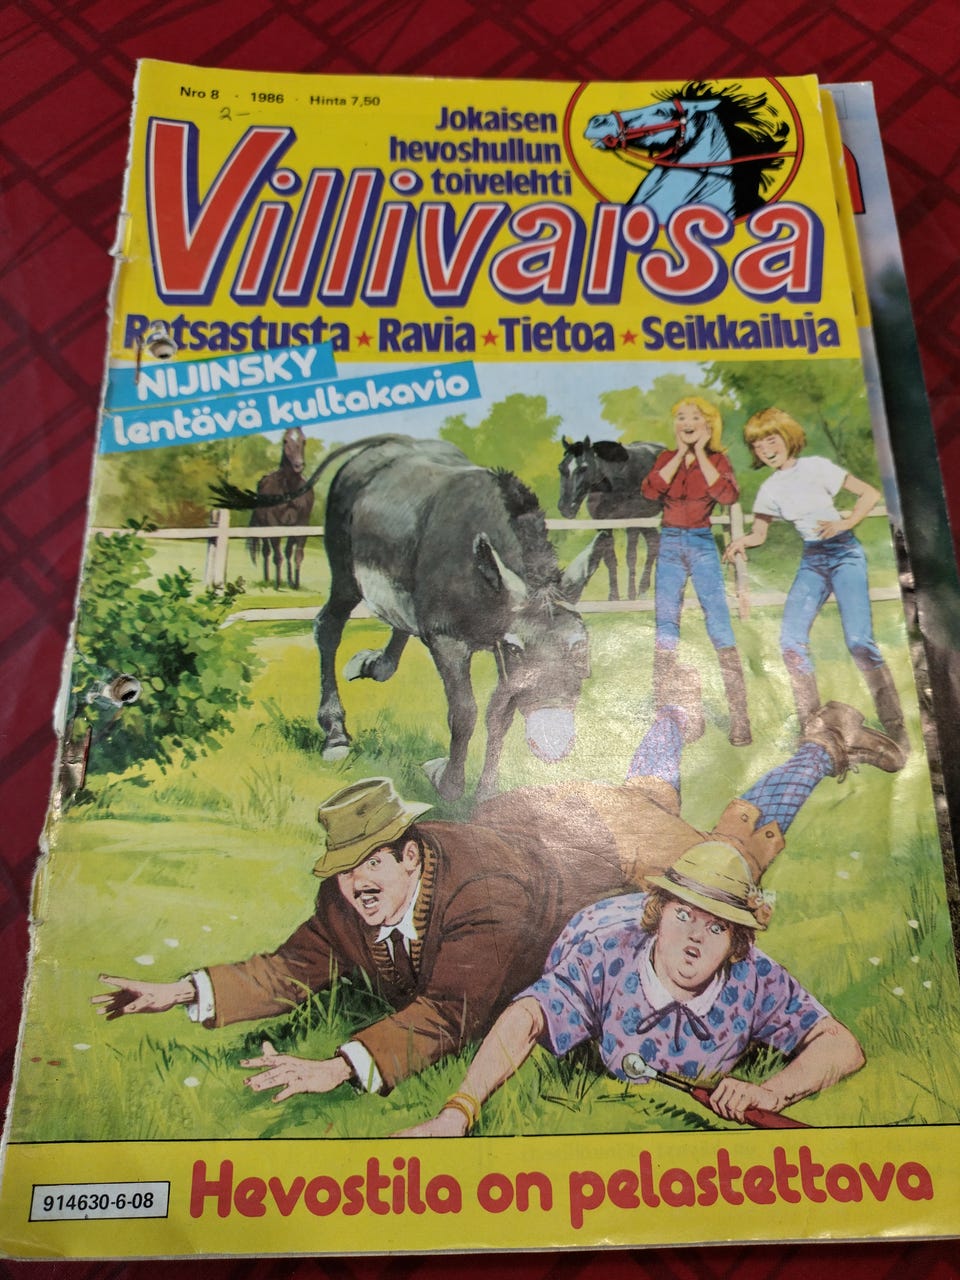 Nro 8 · 1986 · Hinta 7,50
2-
Jokaisen
hevoshullun
toivelehti
Villivarsa
Ratsastusta ★ Ravia ★ Tietoa ★ Seikkailuja
NIJINSKY
lentävä kultakavio
914630-6-08
Hevostila on pelastettava